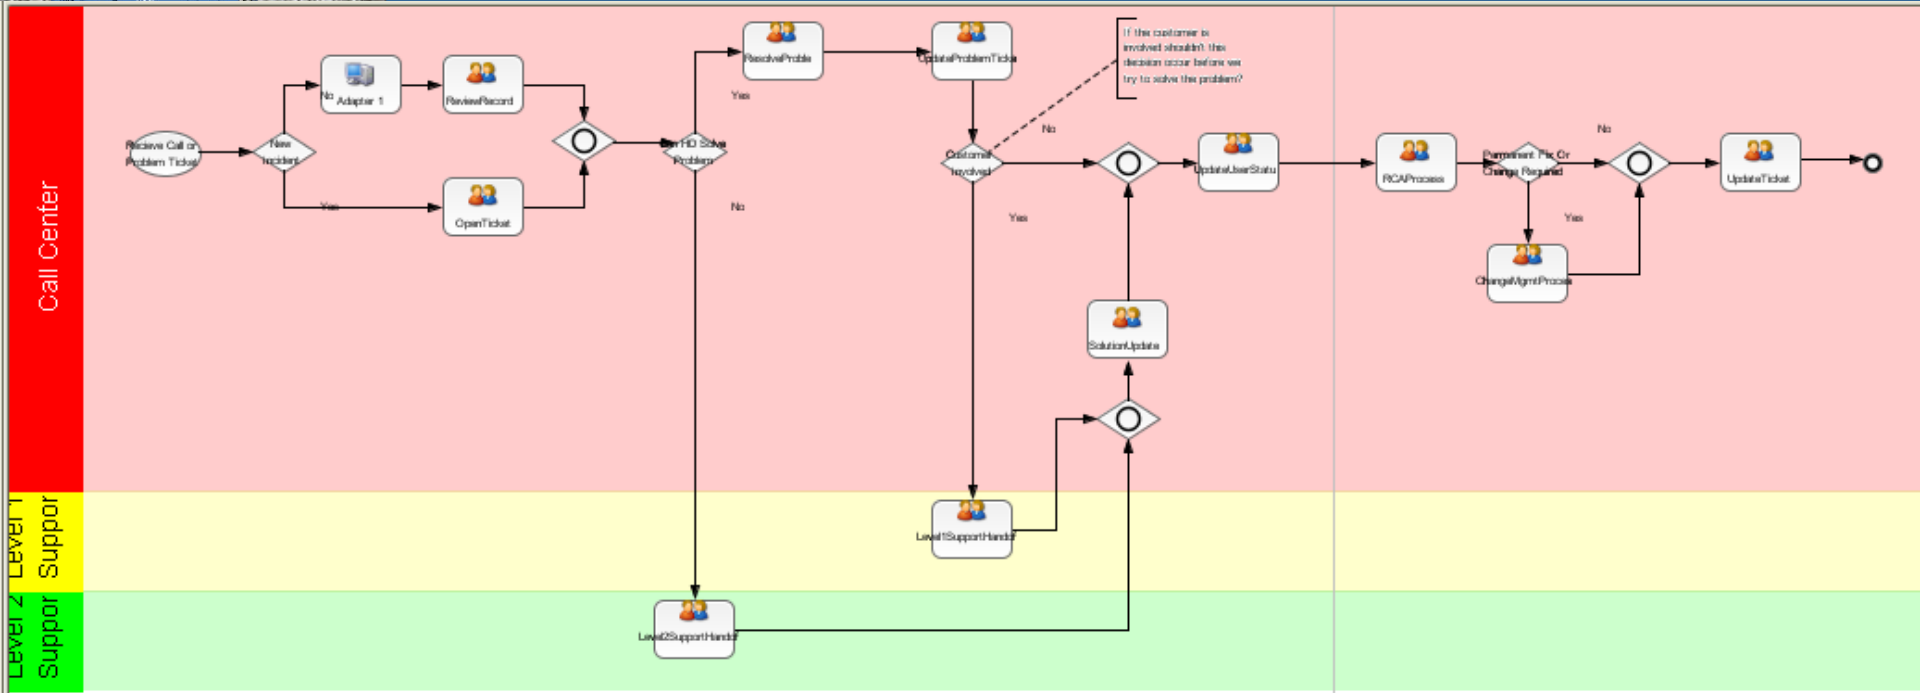 Call Center
Level 1
Suppor
Level 2
Suppor
Recieve Call or
Problem Ticket
New
Incident
No
Adapter 1
ReviewRecord
Yes
OpenTicket
HD Solve
Problem
Yes
No
ResolveProble
UpdateProblemTicke
If the customer is
involved shouldn't this
decision occur before we
try to solve the problem?
Customer
Involved
No
Yes
UpdateUserStatu
SolutionUpdate
Level1SupportHandof
Level2SupportHandof
RCAProcess
Permanent Fix Or
Change Required
No
Yes
ChangeMgmtProces
UpdateTicket